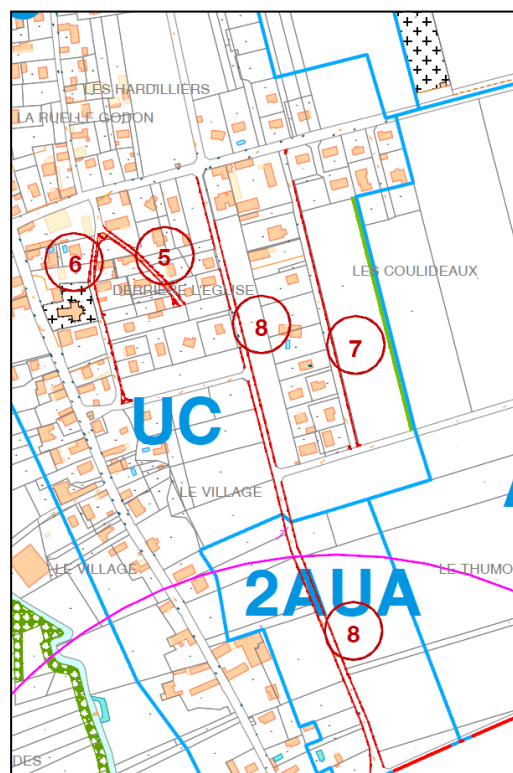 LES HARDILLIERS
LA RUELLE GODON
6
5
LES COULIDEAUX
DERRIERE L'EGLISE
8
7
UC
LE VILLAGE
LE VILLAGE
2AUA
LE THUMO
8
DES